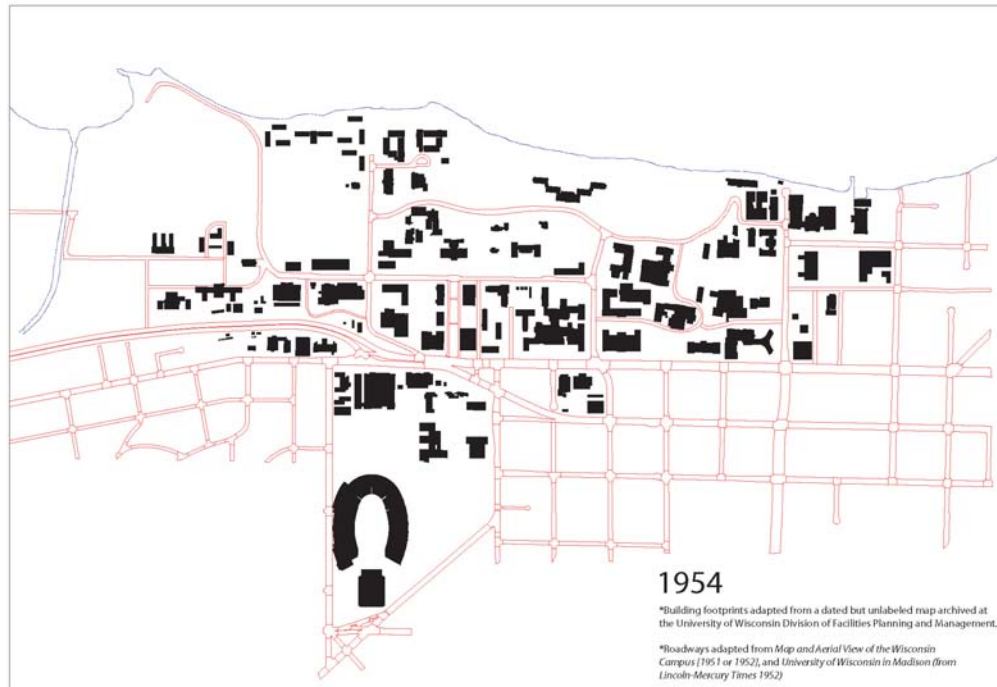 1954
*Building footprints adapted from a dated but unlabeled map archived at
the University of Wisconsin Division of Facilities Planning and Management.
*Roadways adapted from Map and Aerial View of the Wisconsin
Campus [1951 or 1952], and University of Wisconsin in Madison (from
Lincoln-Mercury Times 1952)